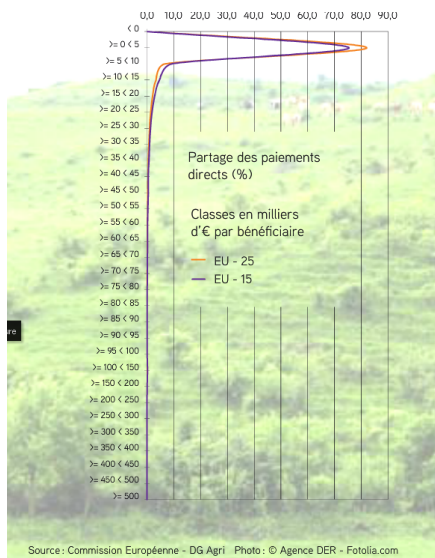 0,0 10,0 20,0 30,0 40,0 50,0 60,0 70,0 80,0 90,0
< 0
>= 0 < 5
>= 5 < 10
>= 10 < 15
>= 15 < 20
>= 20 < 25
>= 25 < 30
>= 30 < 35
>= 35 < 40
>= 40 < 45
>= 45 < 50
>= 50 < 55
>= 55 < 60
>= 60 < 65
>= 65 < 70
>= 70 < 75
>= 75 < 80
>= 80 < 85
>= 85 < 90
>= 90 < 95
>= 95 < 100
>= 100 < 150
>= 150 < 200
>= 200 < 250
>= 250 < 300
>= 300 < 350
>= 350 < 400
>= 400 < 450
>= 450 < 500
>= 500
Partage des paiements
directs (%)
Classes en milliers
d'€ par bénéficiaire
EU - 25
EU - 15
Source : Commission Européenne - DG Agri Photo : © Agence DER - Fotolia.com